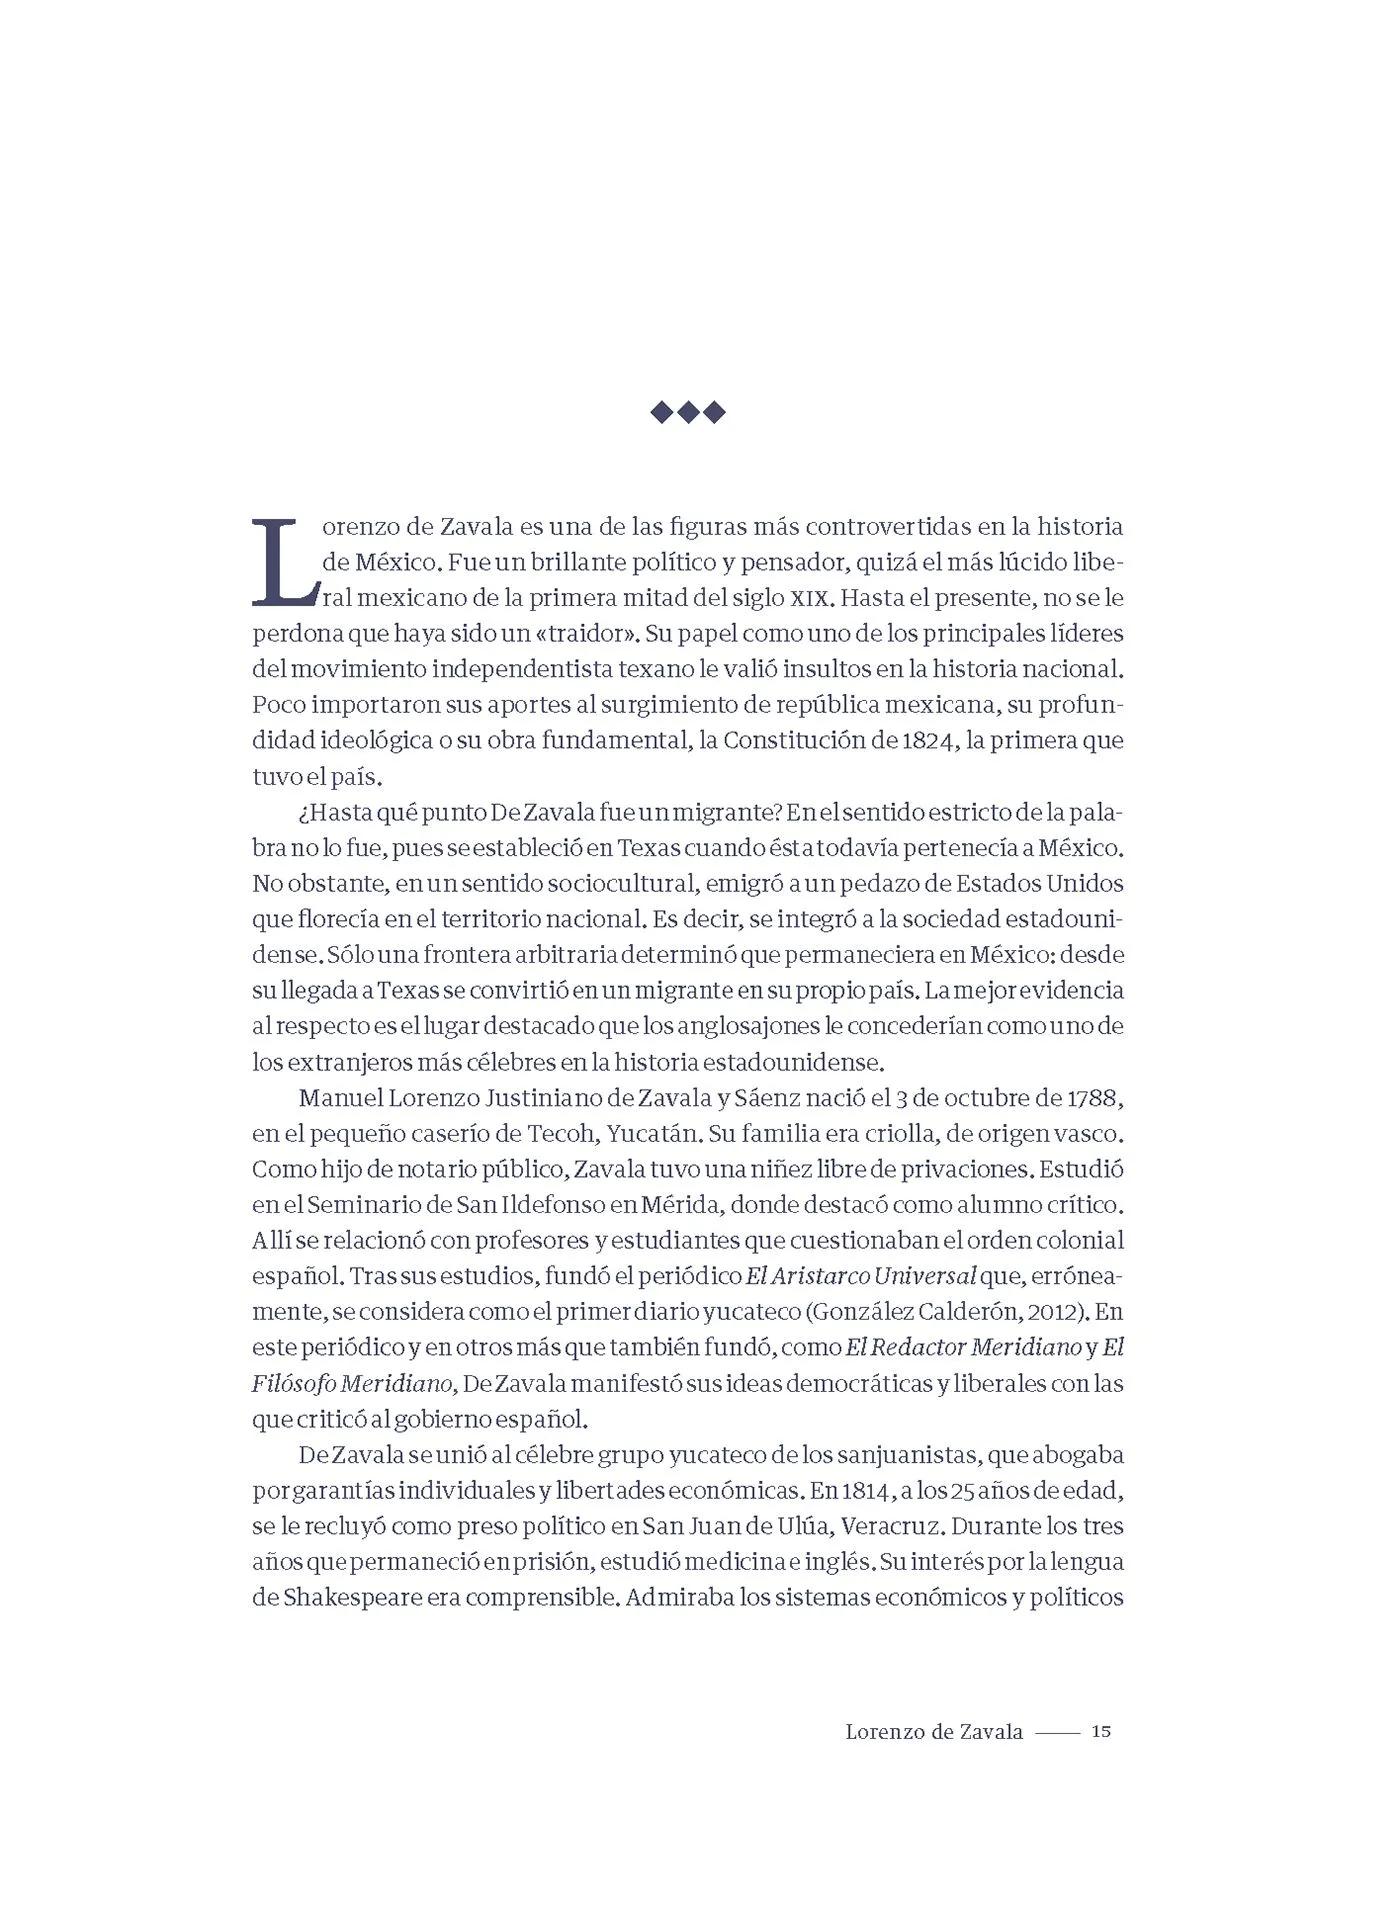 Lorenzo de Zavala es una de las figuras más controvertidas en la historia
de México. Fue un brillante político y pensador, quizá el más lúcido libe-
ral mexicano de la primera mitad del siglo XIX. Hasta el presente, no se le
perdona que haya sido un «traidor». Su papel como uno de los principales líderes
del movimiento independentista texano le valió insultos en la historia nacional.
Poco importaron sus aportes al surgimiento de república mexicana, su profun-
didad ideológica o su obra fundamental, la Constitución de 1824, la primera que
tuvo el país.
¿Hasta qué punto De Zavala fue un migrante? En el sentido estricto de la pala-
bra no lo fue, pues se estableció en Texas cuando ésta todavía pertenecía a México.
No obstante, en un sentido sociocultural, emigró a un pedazo de Estados Unidos
que florecía en el territorio nacional. Es decir, se integró a la sociedad estadouni-
dense. Sólo una frontera arbitraria determinó que permaneciera en México: desde
su llegada a Texas se convirtió en un migrante en su propio país. La mejor evidencia
al respecto es el lugar destacado que los anglosajones le concederían como uno de
los extranjeros más célebres en la historia estadounidense.
Manuel Lorenzo Justiniano de Zavala y Sáenz nació el 3 de octubre de 1788,
en el pequeño caserío de Tecoh, Yucatán. Su familia era criolla, de origen vasco.
Como hijo de notario público, Zavala tuvo una niñez libre de privaciones. Estudió
en el Seminario de San Ildefonso en Mérida, donde destacó como alumno crítico.
Allí se relacionó con profesores y estudiantes que cuestionaban el orden colonial
español. Tras sus estudios, fundó el periódico El Aristarco Universal que, errónea-
mente, se considera como el primer diario yucateco (González Calderón, 2012). En
este periódico y en otros más que también fundó, como El Redactor Meridiano y El
Filósofo Meridiano, De Zavala manifestó sus ideas democráticas y liberales con las
que criticó al gobierno español.
De Zavala se unió al célebre grupo yucateco de los sanjuanistas, que abogaba
por garantías individuales y libertades económicas. En 1814, a los 25 años de edad,
se le recluyó como preso político en San Juan de Ulúa, Veracruz. Durante los tres
años que permaneció en prisión, estudió medicina e inglés. Su interés por la lengua
de Shakespeare era comprensible. Admiraba los sistemas económicos y políticos
Lorenzo de Zavala —— 15